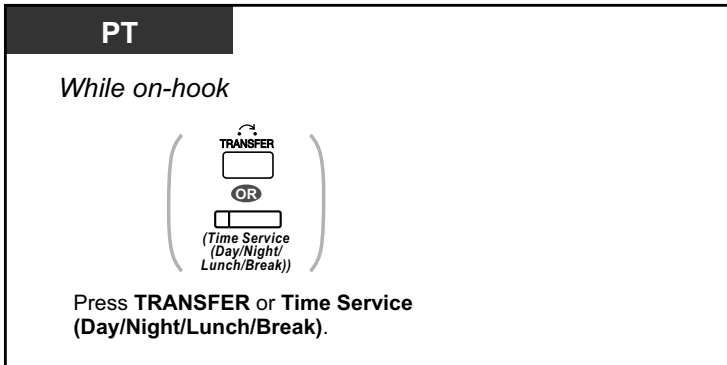 PT
While on-hook
TRANSFER
OR
(Time Service
(Day/Night/
Lunch/Break))
Press TRANSFER or Time Service
(Day/Night/Lunch/Break).